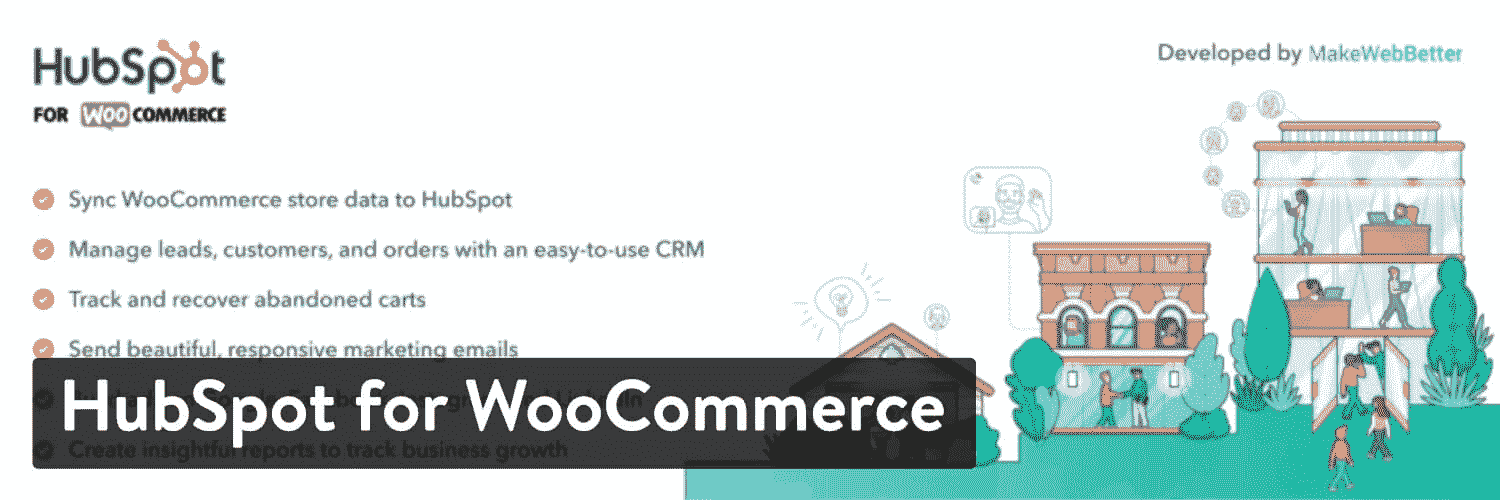 HubSpot
FOR WOO COMMERCE
Developed by MakeWebBetter
Sync WooCommerce store data to HubSpot
Manage leads, customers, and orders with an easy-to-use CRM
Track and recover abandoned carts
Send beautiful, responsive marketing emails
HubSpot for WooCommerce
Create insightful reports to track business growth